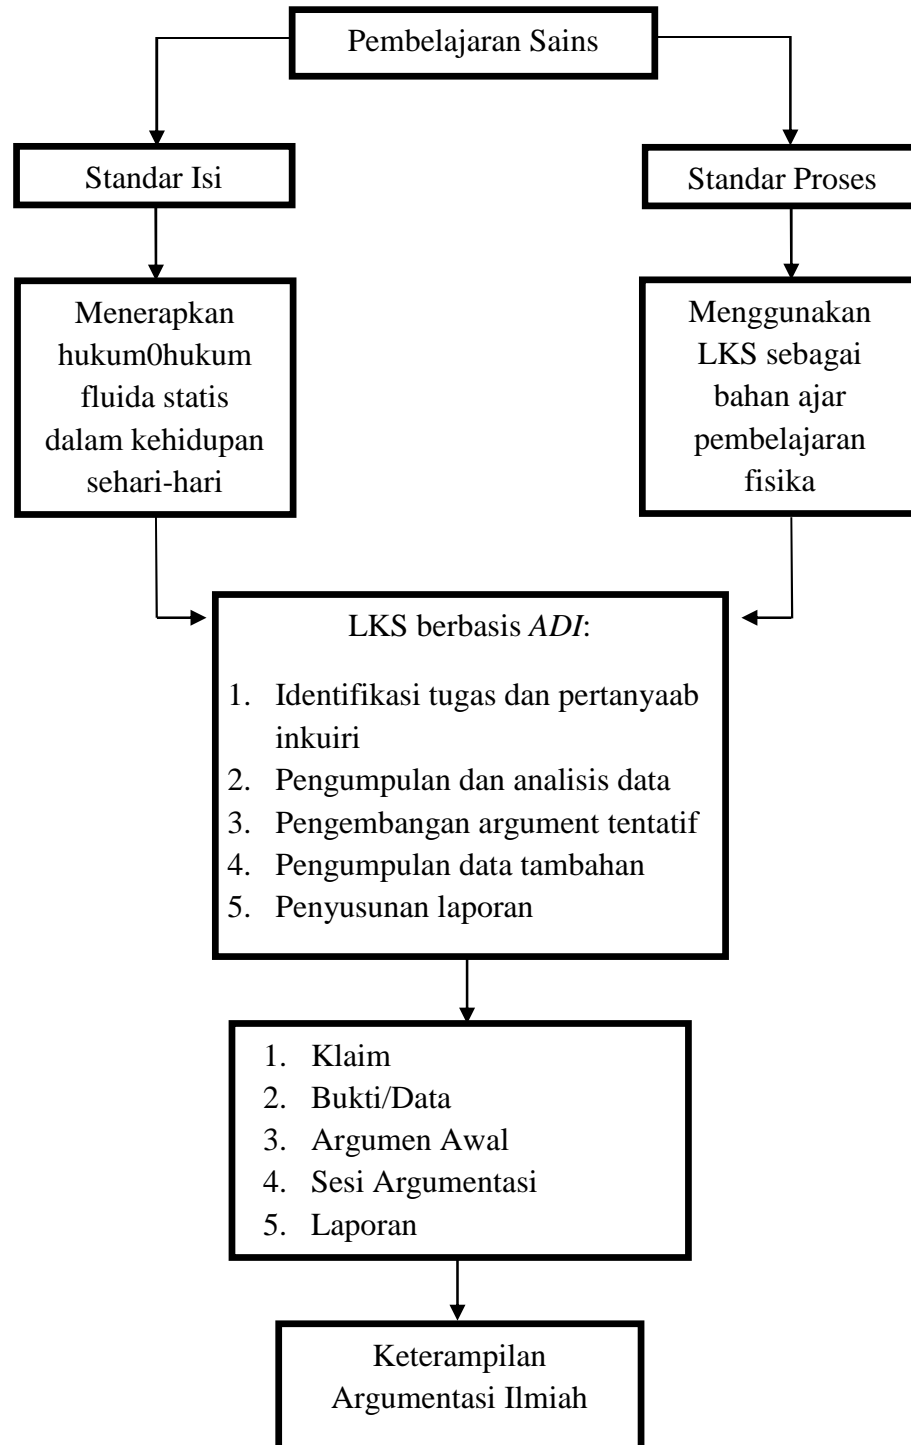 Pembelajaran Sains
Standar Isi
Standar Proses
Menerapkan
hukum0hukum
fluida statis
dalam kehidupan
sehari-hari
Menggunakan
LKS sebagai
bahan ajar
pembelajaran
fisika
LKS berbasis ADI:
1. Identifikasi tugas dan pertanyaab
inkuiri
2. Pengumpulan dan analisis data
3. Pengembangan argument tentatif
4. Pengumpulan data tambahan
5. Penyusunan laporan
1. Klaim
2. Bukti/Data
3. Argumen Awal
4. Sesi Argumentasi
5. Laporan
Keterampilan
Argumentasi Ilmiah